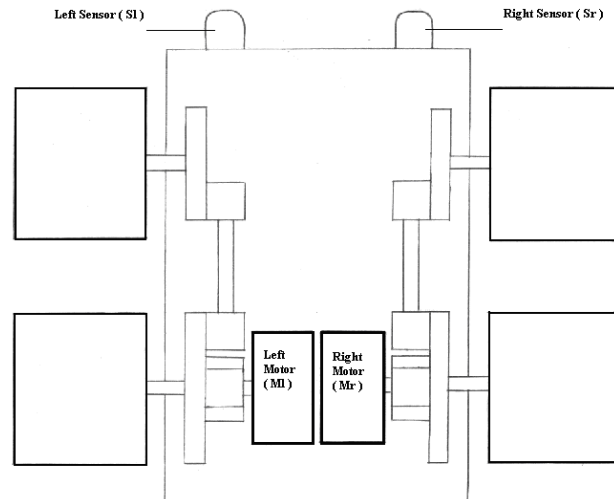 Left Sensor ( Sl )
Right Sensor ( Sr )
Left
Motor
( Ml )
Right
Motor
( Mr )